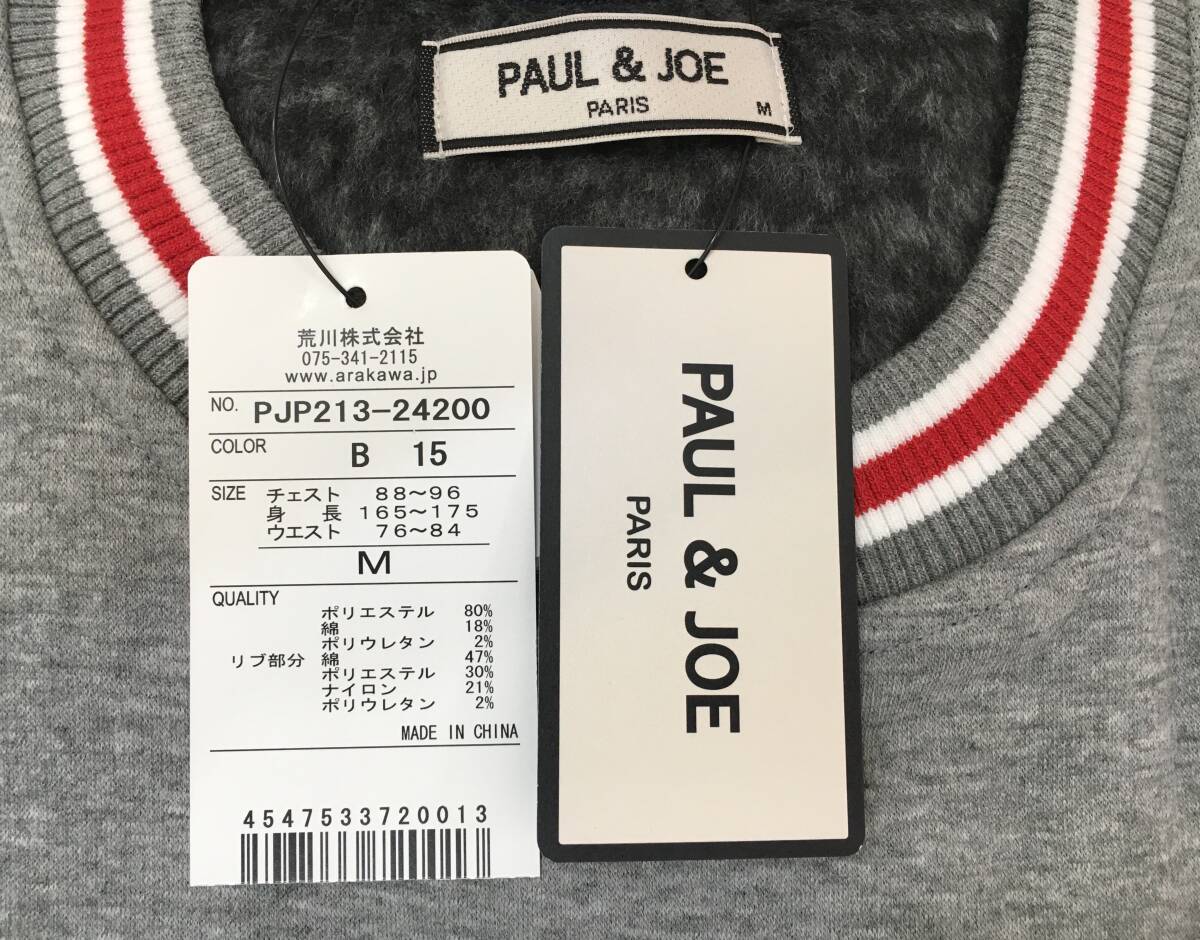 PAUL & JOE
PARIS
M
荒川株式会社
075-341-2115
www.arakawa.jp
NO. PJP213-24200
COLOR B 15
SIZE チェスト 88～96
身 長 165～175
ウエスト 76～84
M
QUALITY
ポリエステル 80%
綿 18%
ポリウレタン 2%
リブ部分 綿 47%
ポリエステル 30%
ナイロン 21%
ポリウレタン 2%
MADE IN CHINA
4547533720013
PAUL & JOE
PARIS